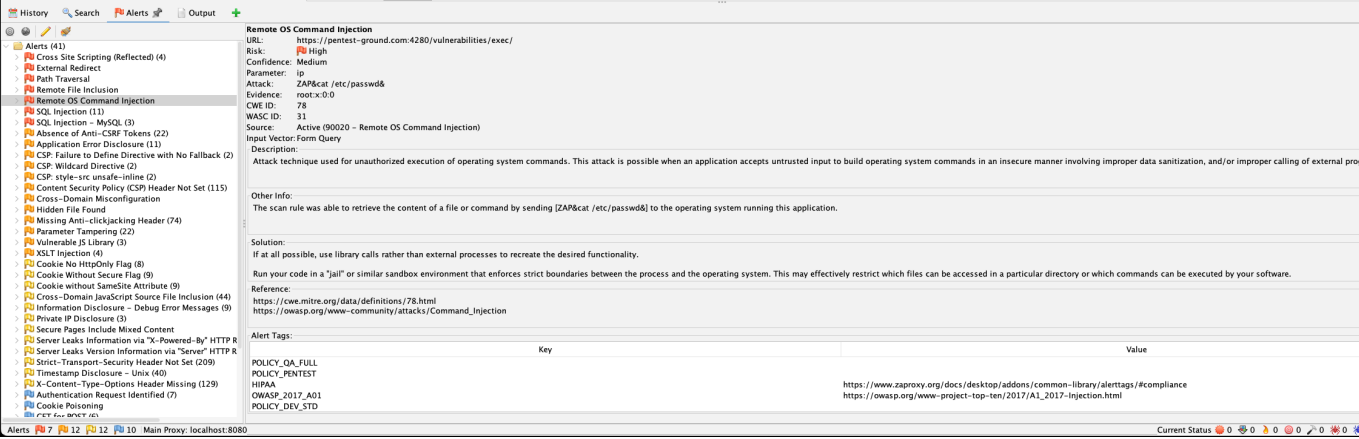 History Search Alerts Output
Alerts (41)
Cross Site Scripting (Reflected) (4)
External Redirect
Path Traversal
Remote File Inclusion
Remote OS Command Injection
SQL Injection (11)
SQL Injection - MySQL (3)
Absence of Anti-CSRF Tokens (22)
Application Error Disclosure (11)
CSP: Failure to Define Directive with No Fallback (2)
CSP: Wildcard Directive (2)
CSP: style-src unsafe-inline (2)
Content Security Policy (CSP) Header Not Set (115)
Cross-Domain Misconfiguration
Hidden File Found
Missing Anti-clickjacking Header (74)
Parameter Tampering (22)
Vulnerable JS Library (3)
XSLT Injection (4)
Cookie No HttpOnly Flag (8)
Cookie Without Secure Flag (9)
Cookie without SameSite Attribute (9)
Cross-Domain JavaScript Source File Inclusion (44)
Information Disclosure - Debug Error Messages (9)
Private IP Disclosure (3)
Secure Pages Include Mixed Content
Server Leaks Information via "X-Powered-By" HTTP R
Server Leaks Version Information via "Server" HTTP R
Strict-Transport-Security Header Not Set (209)
Timestamp Disclosure - Unix (40)
X-Content-Type-Options Header Missing (129)
Authentication Request Identified (7)
Cookie Poisoning
GET for POST (6)
Remote OS Command Injection
URL: https://pentest-ground.com:4280/vulnerabilities/exec/
Risk: High
Confidence: Medium
Parameter: ip
Attack: ZAP&cat /etc/passwd&
Evidence: root:x:0:0
CWE ID: 78
WASC ID: 31
Source: Active (90020 - Remote OS Command Injection)
Input Vector: Form Query
Description:
Attack technique used for unauthorized execution of operating system commands. This attack is possible when an application accepts untrusted input to build operating system commands in an insecure manner involving improper data sanitization, and/or improper calling of external pro
Other Info:
The scan rule was able to retrieve the content of a file or command by sending [ZAP&cat /etc/passwd&] to the operating system running this application.
Solution:
If at all possible, use library calls rather than external processes to recreate the desired functionality.
Run your code in a "jail" or similar sandbox environment that enforces strict boundaries between the process and the operating system. This may effectively restrict which files can be accessed in a particular directory or which commands can be executed by your software.
Reference:
https://cwe.mitre.org/data/definitions/78.html
https://owasp.org/www-community/attacks/Command_Injection
Alert Tags:
Key Value
POLICY_QA_FULL
POLICY_PENTEST
HIPAA https://www.zaproxy.org/docs/desktop/addons/common-library/alerttags/#compliance
OWASP_2017_A01 https://owasp.org/www-project-top-ten/2017/A1_2017-Injection.html
POLICY_DEV_STD
Alerts 7 12 12 10 Main Proxy: localhost:8080 Current Status 0 0 0 0 0 0